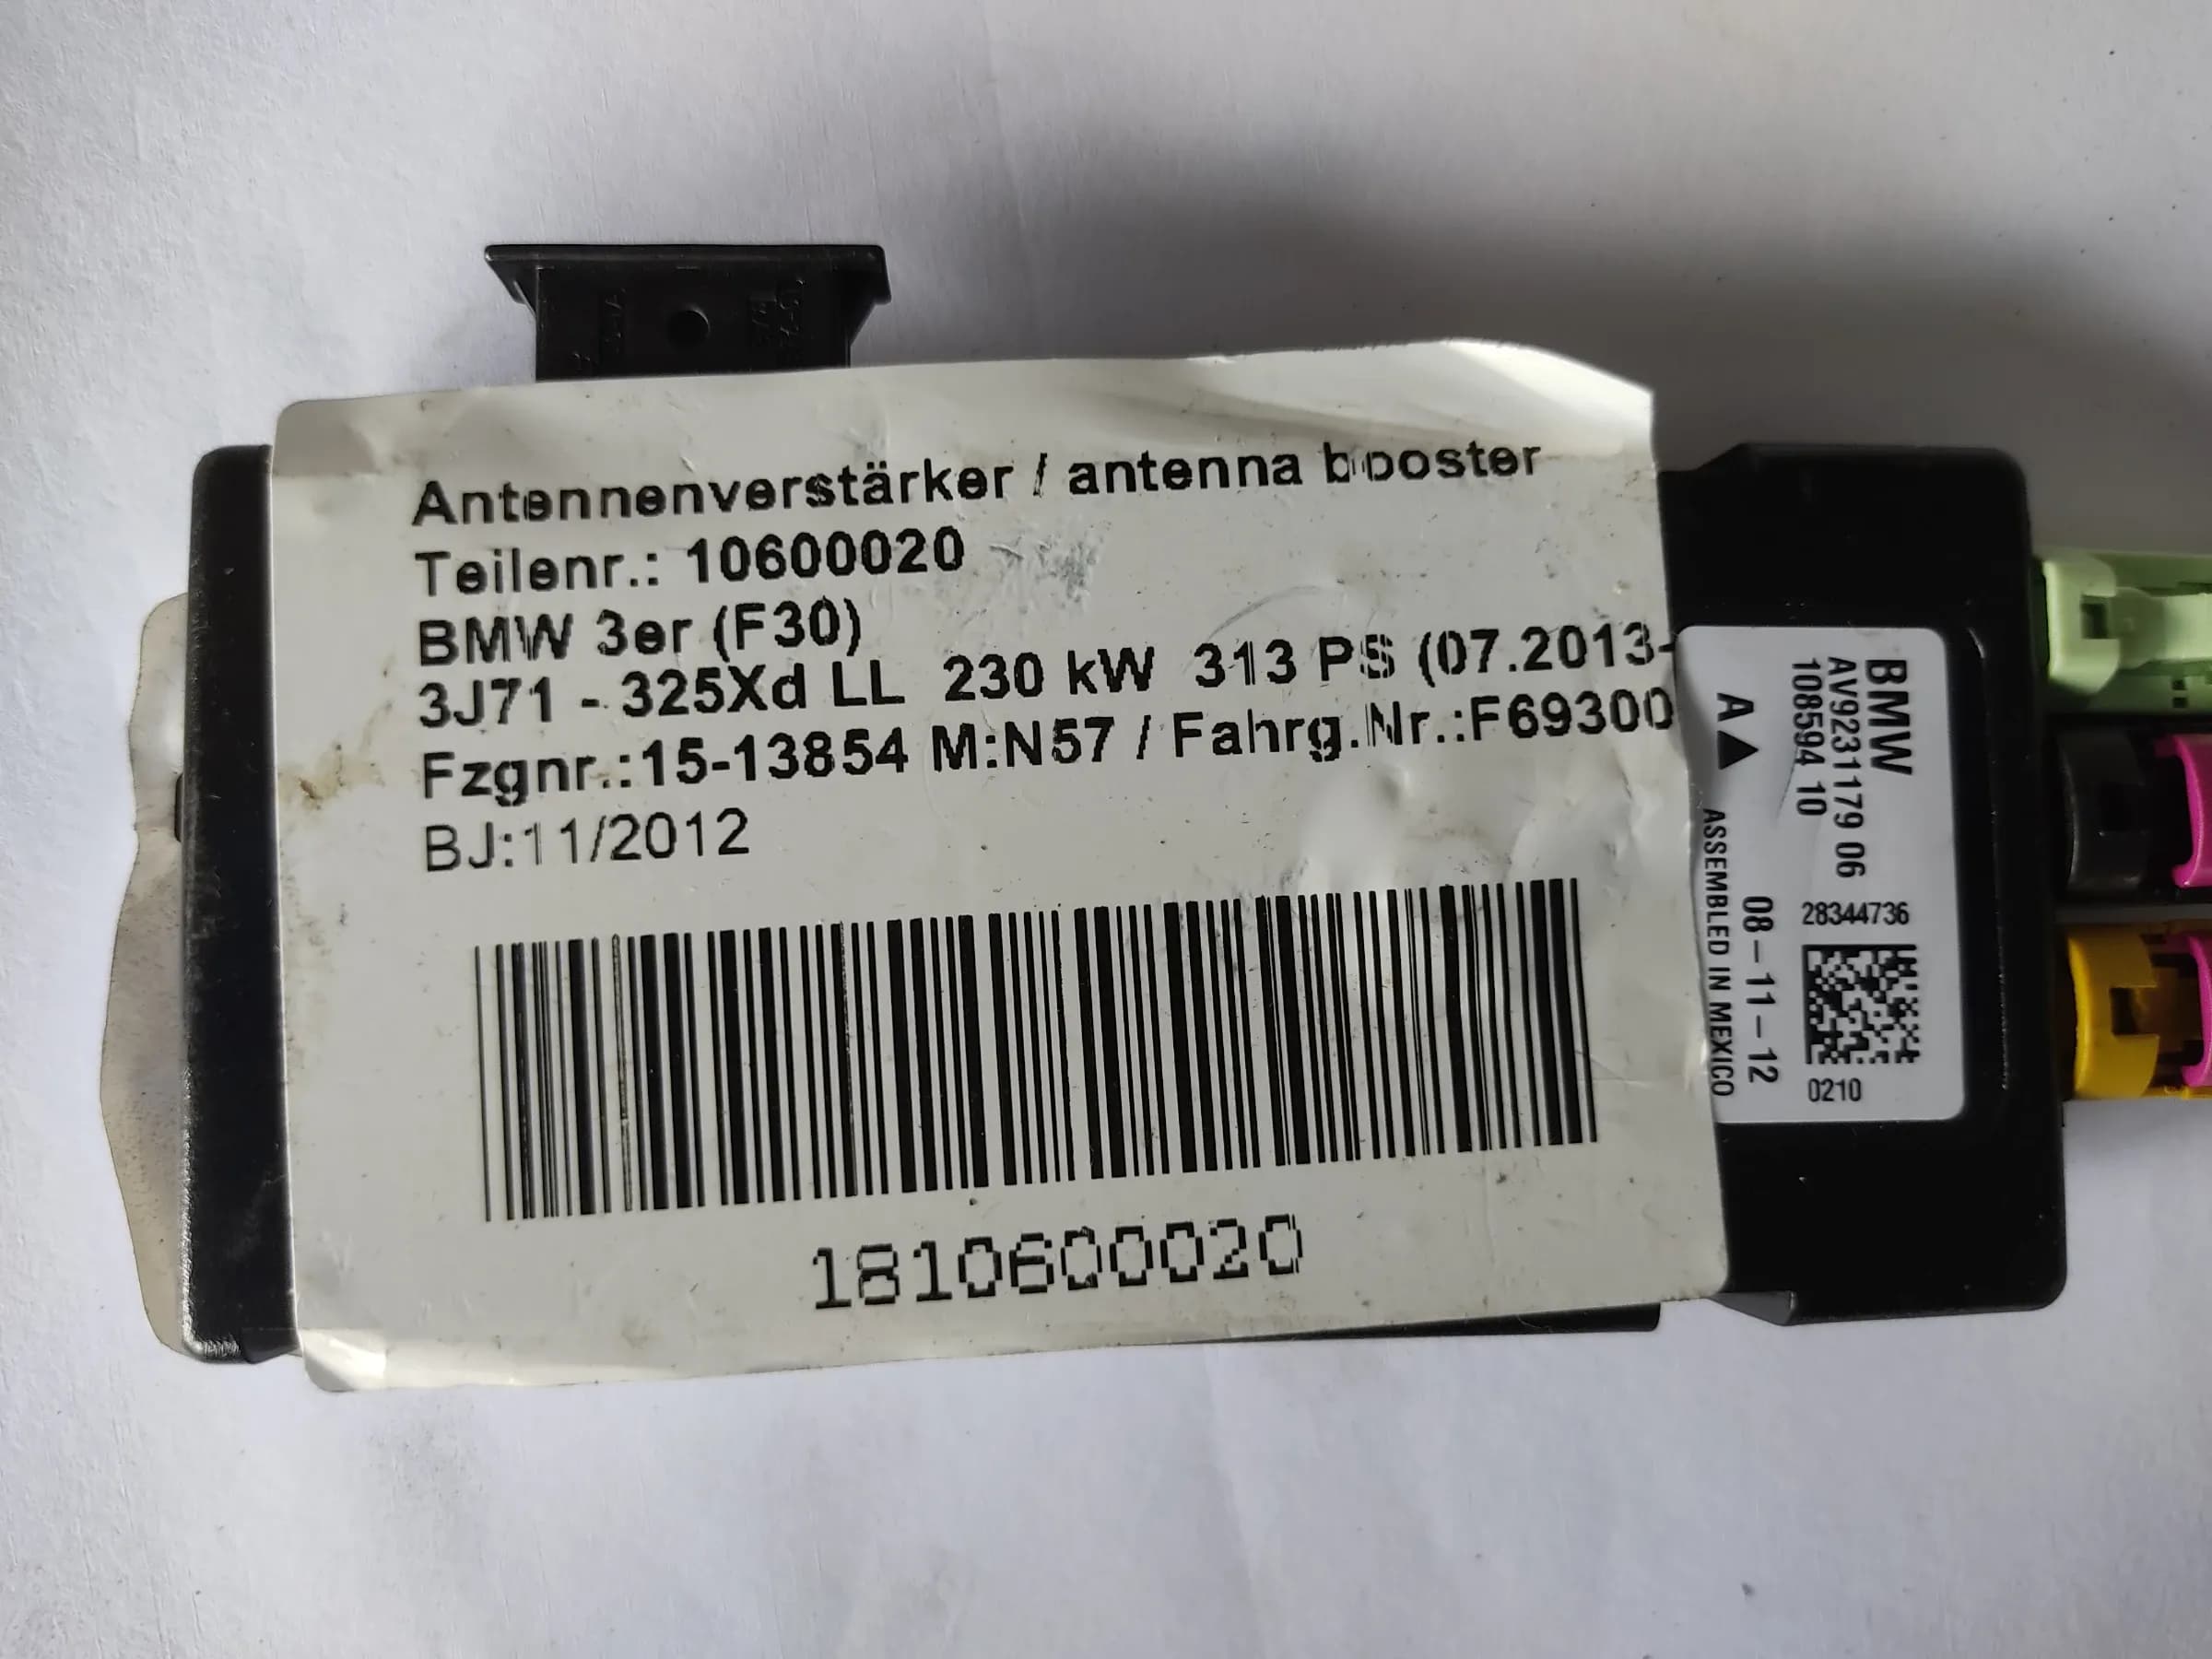 Antennenverstärker / antenna booster
Teilenr.: 10600020
BMW 3er (F30)
3J71 - 325Xd LL 230 kW 313 PS (07.2013-
Fzgnr.:15-13854 M:N57 / Fahrg.Nr.:F69300
BJ:11/2012
1810600020
BMW
AV9231179 06
108594 10
A▲
28344736
08-11-12
ASSEMBLED IN MEXICO
0210